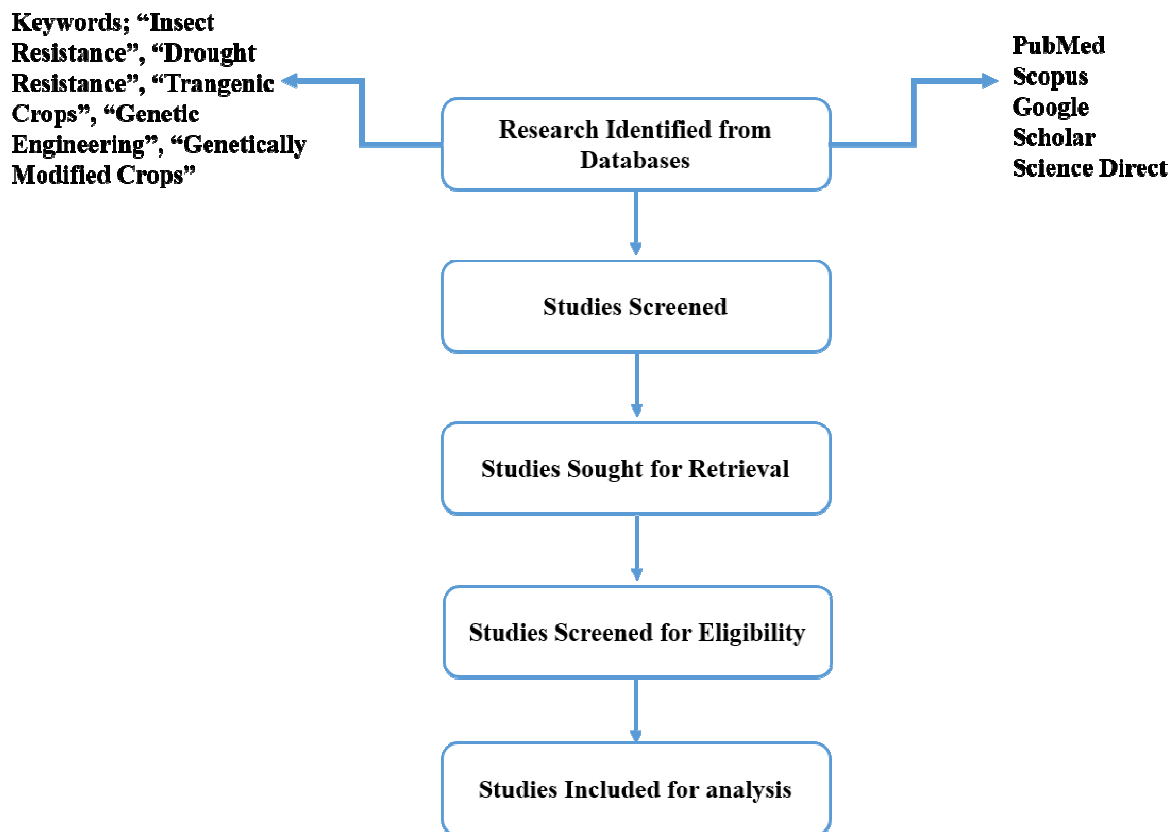 Keywords; “Insect
Resistance”, “Drought
Resistance”, “Trangenic
Crops”, “Genetic
Engineering”, “Genetically
Modified Crops”
PubMed
Scopus
Google
Scholar
Science Direct
Research Identified from
Databases
Studies Screened
Studies Sought for Retrieval
Studies Screened for Eligibility
Studies Included for analysis